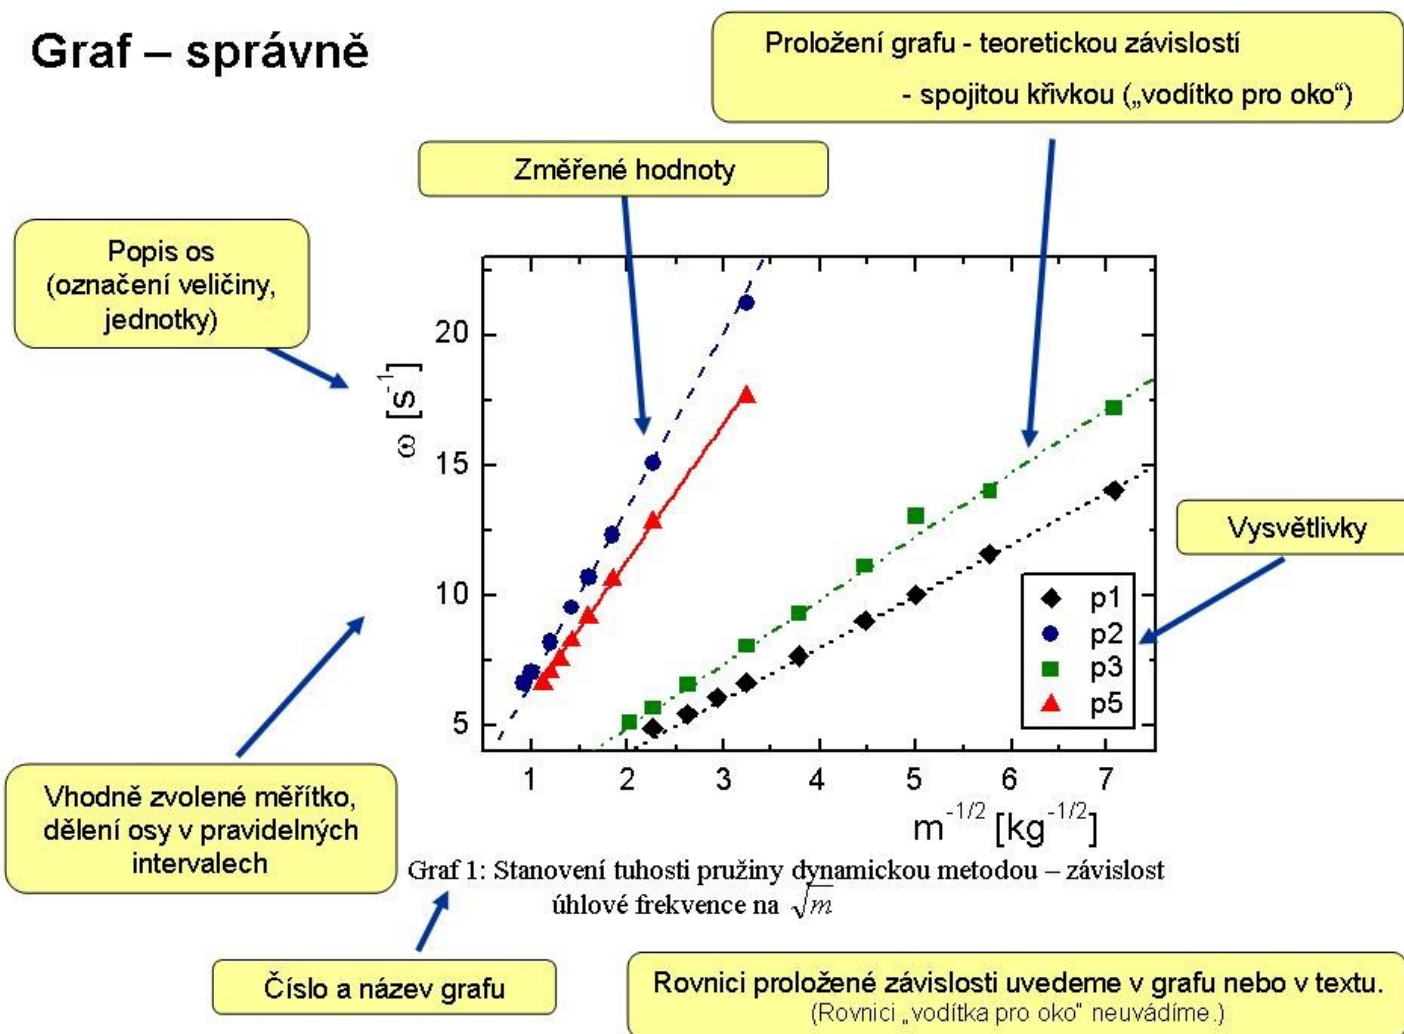 Graf – správně
Proložení grafu - teoretickou závislostí
- spojitou křivkou („vodítko pro oko“)
Změřené hodnoty
Popis os
(označení veličiny,
jednotky)
ω [s⁻¹]
20
15
10
5
1 2 3 4 5 6 7
m⁻¹/² [kg⁻¹/²]
p1
p2
p3
p5
Vysvětlivky
Vhodně zvolené měřítko,
dělení osy v pravidelných
intervalech
Graf 1: Stanovení tuhosti pružiny dynamickou metodou – závislost
úhlové frekvence na √m
Číslo a název grafu
Rovnici proložené závislosti uvedeme v grafu nebo v textu.
(Rovnici „vodítka pro oko“ neuvádíme.)